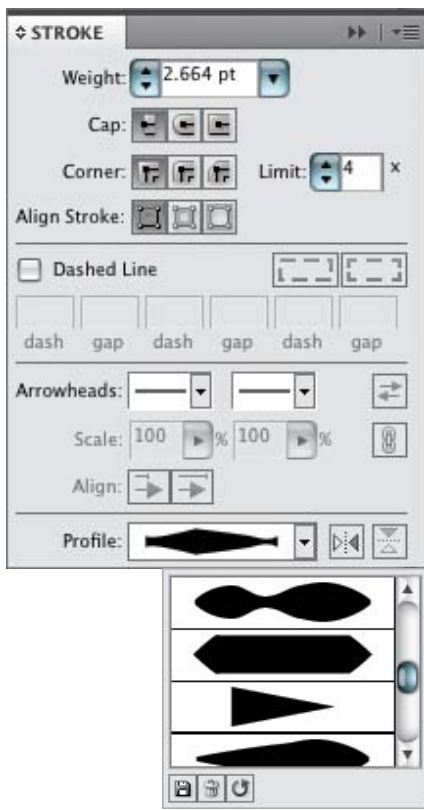 STROKE
Weight: 2.664 pt
Cap:
Corner: Limit: 4 x
Align Stroke:
Dashed Line
dash gap dash gap dash gap
Arrowheads:
Scale: 100 % 100 %
Align:
Profile: